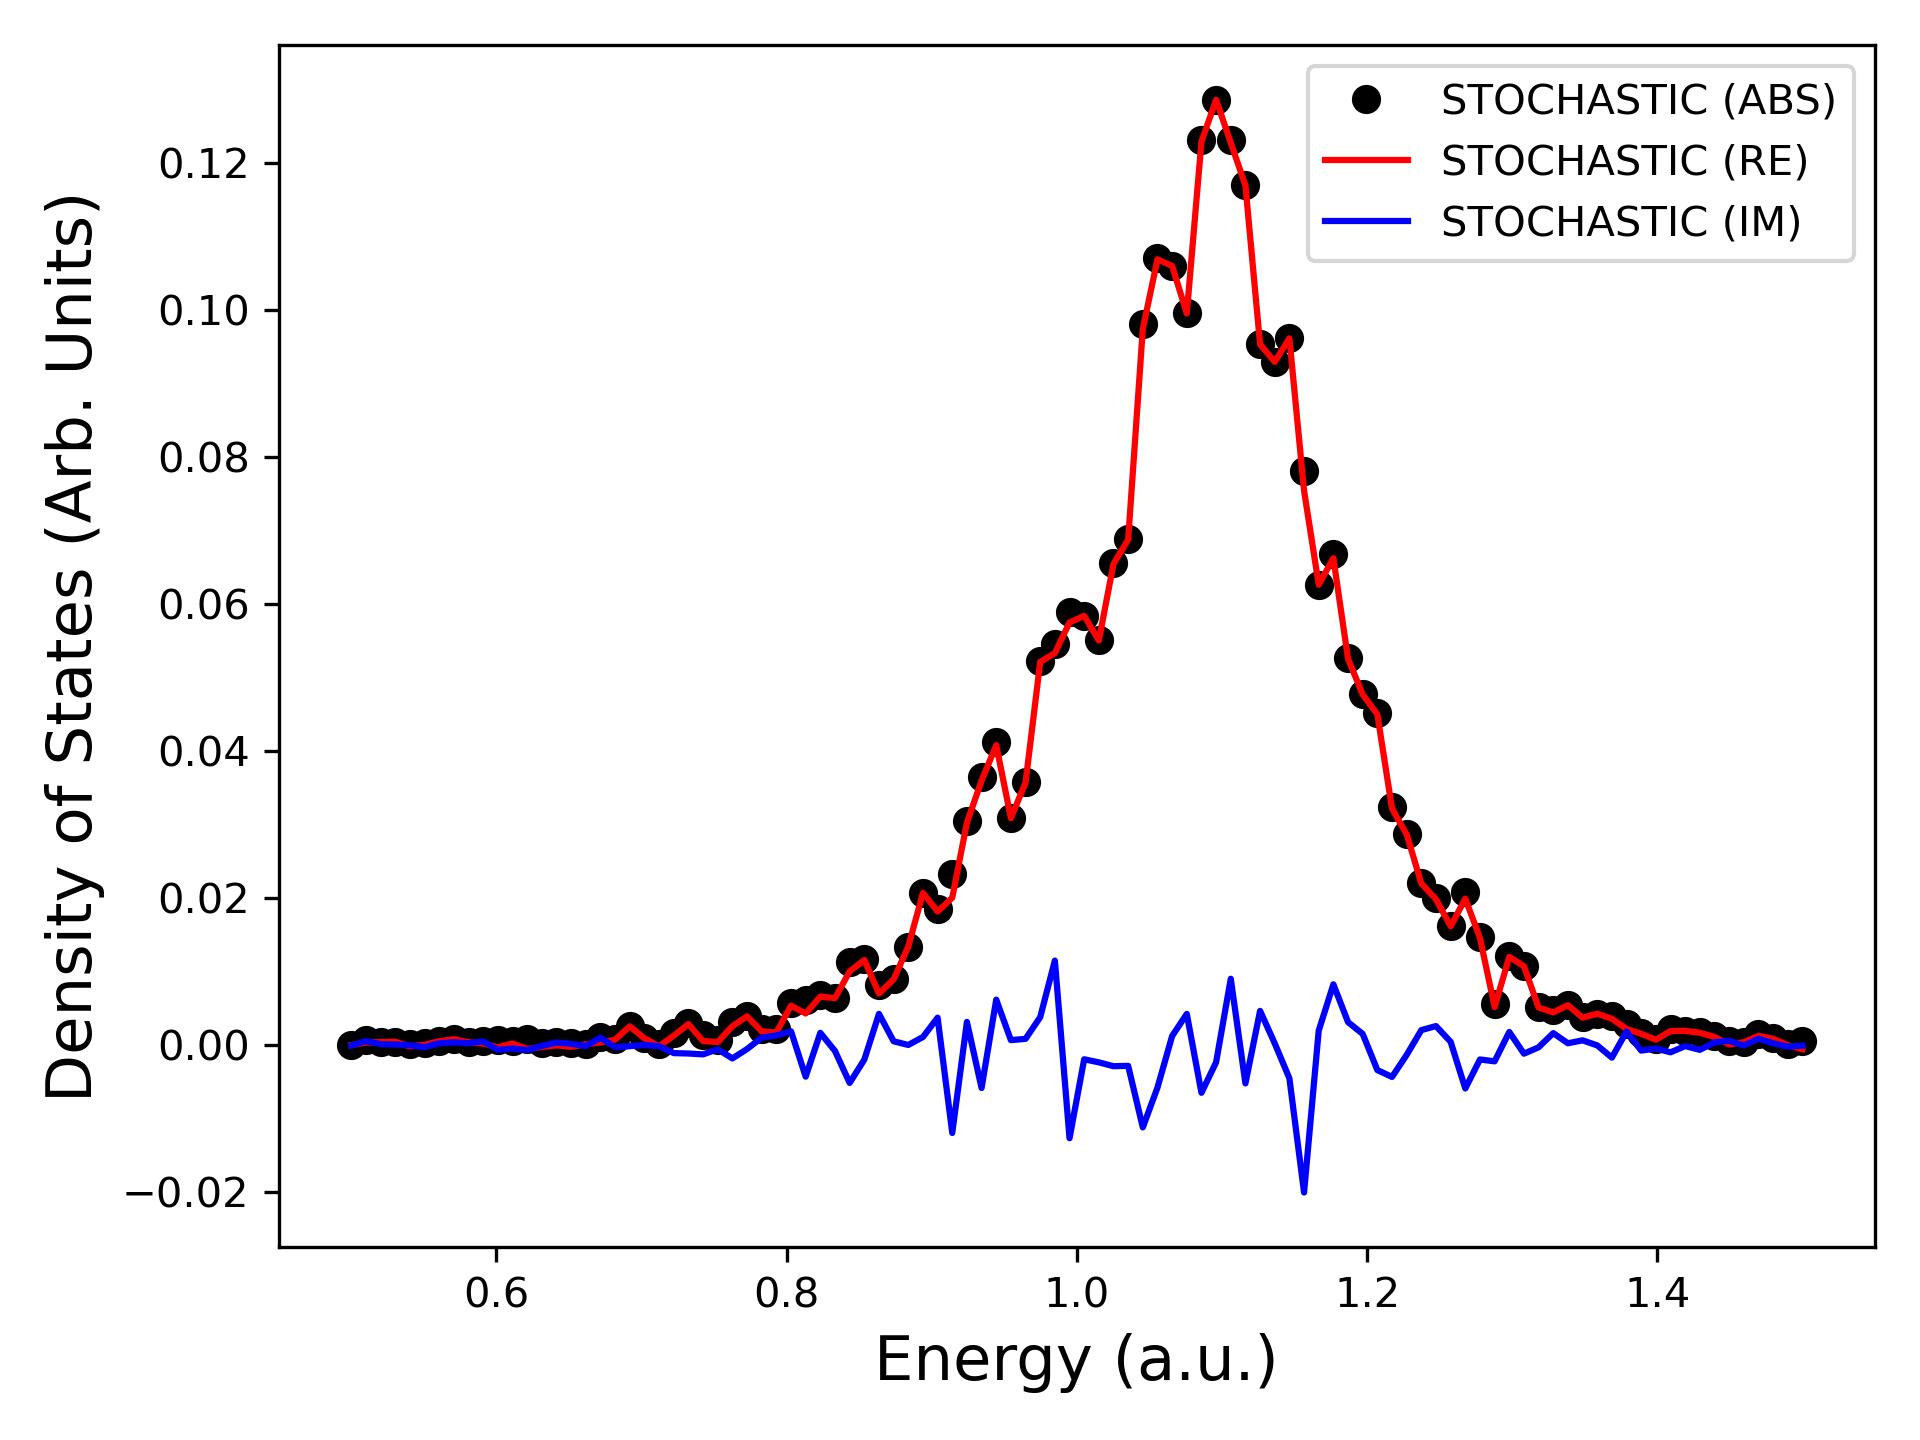 STOCHASTIC (ABS)
STOCHASTIC (RE)
STOCHASTIC (IM)
Density of States (Arb. Units)
0.12
0.10
0.08
0.06
0.04
0.02
0.00
−0.02
0.6 0.8 1.0 1.2 1.4
Energy (a.u.)